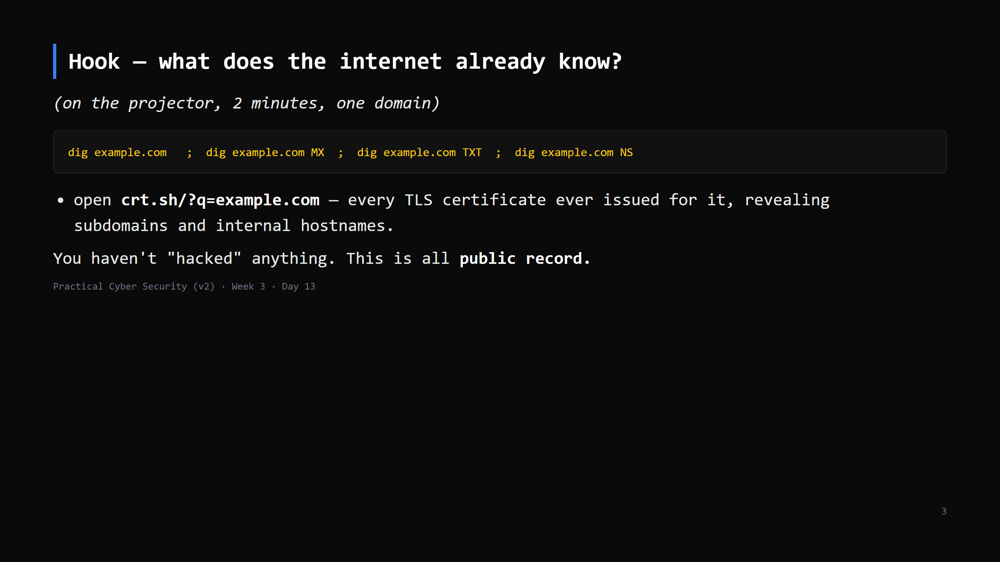 Hook — what does the internet already know?
(on the projector, 2 minutes, one domain)
dig example.com   ;  dig example.com MX  ;  dig example.com TXT  ;  dig example.com NS
• open crt.sh/?q=example.com — every TLS certificate ever issued for it, revealing
subdomains and internal hostnames.
You haven't "hacked" anything. This is all public record.
Practical Cyber Security (v2) · Week 3 · Day 13
3